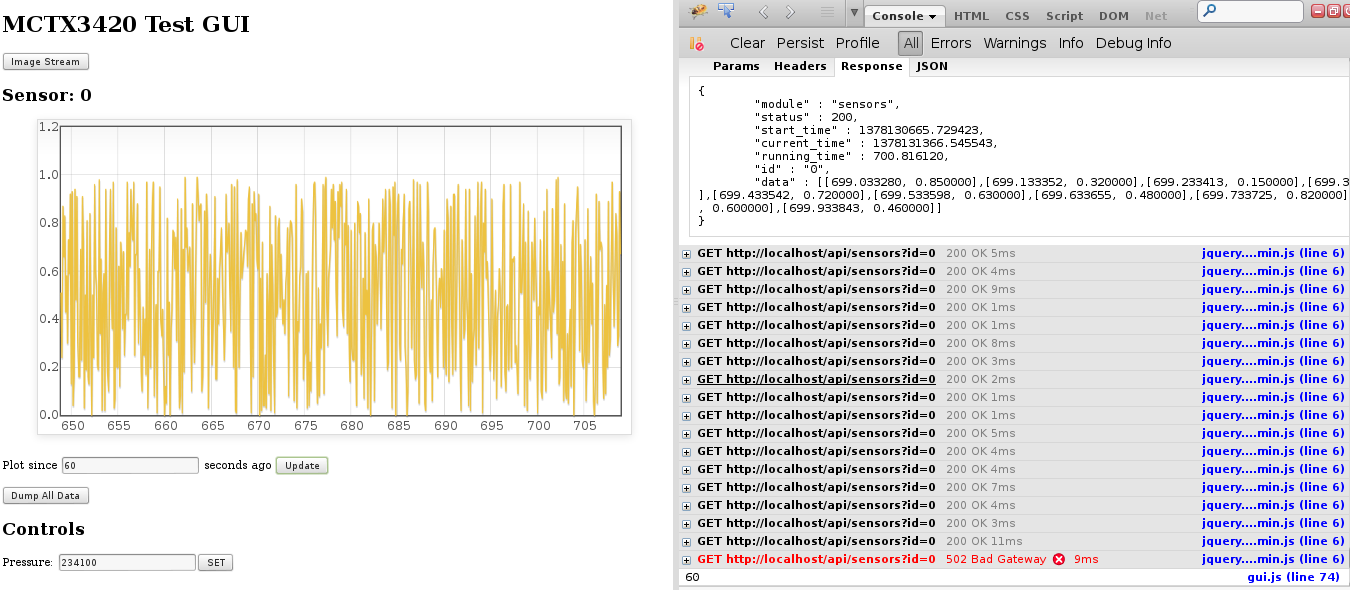 MCTX3420 Test GUI
Image Stream
Sensor: 0
1.2
1.0
0.8
0.6
0.4
0.2
0.0
650 655 660 665 670 675 680 685 690 695 700 705
Plot since 60 seconds ago Update
Dump All Data
Controls
Pressure: 234100 SET
Console HTML CSS Script DOM Net
Clear Persist Profile All Errors Warnings Info Debug Info
Params Headers Response JSON
{
"module" : "sensors",
"status" : 200,
"start_time" : 1378130665.729423,
"current_time" : 1378131366.545543,
"running_time" : 700.816120,
"id" : "0",
"data" : [[699.033280, 0.850000],[699.133352, 0.320000],[699.233413, 0.150000],[699.3
],[699.433542, 0.720000],[699.533598, 0.630000],[699.633655, 0.480000],[699.733725, 0.820000]
, 0.600000],[699.933843, 0.460000]]
}
GET http://localhost/api/sensors?id=0 200 OK 5ms jquery....min.js (line 6)
GET http://localhost/api/sensors?id=0 200 OK 4ms jquery....min.js (line 6)
GET http://localhost/api/sensors?id=0 200 OK 9ms jquery....min.js (line 6)
GET http://localhost/api/sensors?id=0 200 OK 1ms jquery....min.js (line 6)
GET http://localhost/api/sensors?id=0 200 OK 1ms jquery....min.js (line 6)
GET http://localhost/api/sensors?id=0 200 OK 8ms jquery....min.js (line 6)
GET http://localhost/api/sensors?id=0 200 OK 3ms jquery....min.js (line 6)
GET http://localhost/api/sensors?id=0 200 OK 2ms jquery....min.js (line 6)
GET http://localhost/api/sensors?id=0 200 OK 1ms jquery....min.js (line 6)
GET http://localhost/api/sensors?id=0 200 OK 1ms jquery....min.js (line 6)
GET http://localhost/api/sensors?id=0 200 OK 5ms jquery....min.js (line 6)
GET http://localhost/api/sensors?id=0 200 OK 4ms jquery....min.js (line 6)
GET http://localhost/api/sensors?id=0 200 OK 4ms jquery....min.js (line 6)
GET http://localhost/api/sensors?id=0 200 OK 7ms jquery....min.js (line 6)
GET http://localhost/api/sensors?id=0 200 OK 4ms jquery....min.js (line 6)
GET http://localhost/api/sensors?id=0 200 OK 3ms jquery....min.js (line 6)
GET http://localhost/api/sensors?id=0 200 OK 11ms jquery....min.js (line 6)
GET http://localhost/api/sensors?id=0 502 Bad Gateway 9ms jquery....min.js (line 6)
60 gui.js (line 74)